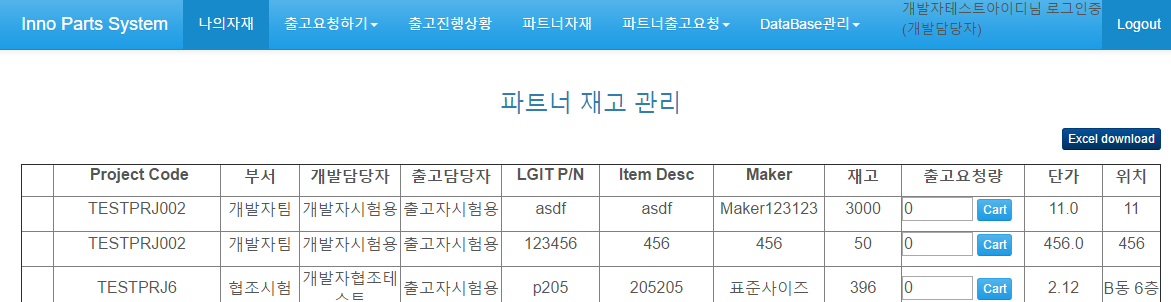 Inno Parts System 나의자재 출고요청하기 출고진행상황 파트너자재 파트너출고요청 DataBase관리 개발자테스트아이디님 로그인중 Logout
(개발담당자)
파트너 재고 관리
Excel download
Project Code 부서 개발담당자 출고담당자 LGIT P/N Item Desc Maker 재고 출고요청량 단가 위치
TESTPRJ002 개발자팀 개발자시험용 출고자시험용 asdf asdf Maker123123 3000 0 Cart 11.0 11
TESTPRJ002 개발자팀 개발자시험용 출고자시험용 123456 456 456 50 0 Cart 456.0 456
TESTPRJ6 협조시험 개발자협조테 출고자시험용 p205 205205 표준사이즈 396 0 Cart 2.12 B동 6층
스트